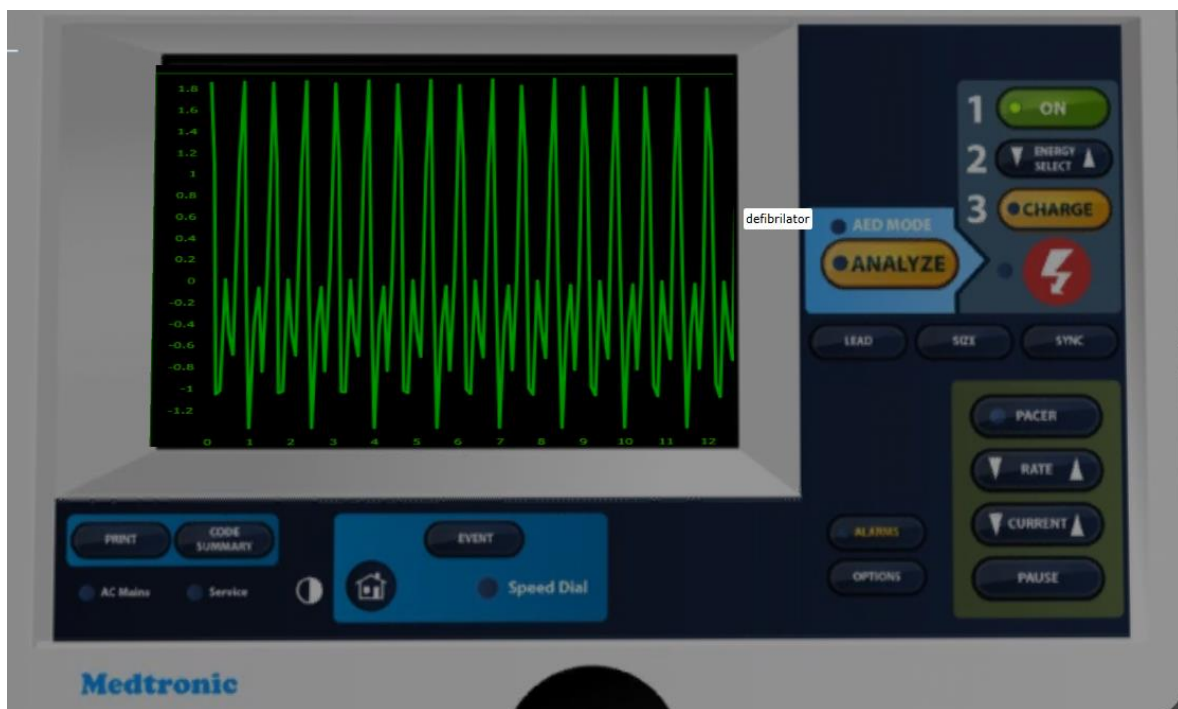 1.8
1.6
1.4
1.2
1
0.8
0.6
0.4
0.2
0
-0.2
-0.4
-0.6
-0.8
-1
-1.2
0 1 2 3 4 5 6 7 8 9 10 11 12
defibrilator
1 ON
2 ENERGY SELECT
3 CHARGE
AED MODE
ANALYZE
LEAD SIZE SYNC
PACER
RATE
CURRENT
PAUSE
ALARMS
OPTIONS
PRINT
CODE
SUMMARY
EVENT
AC Mains Service
Speed Dial
Medtronic